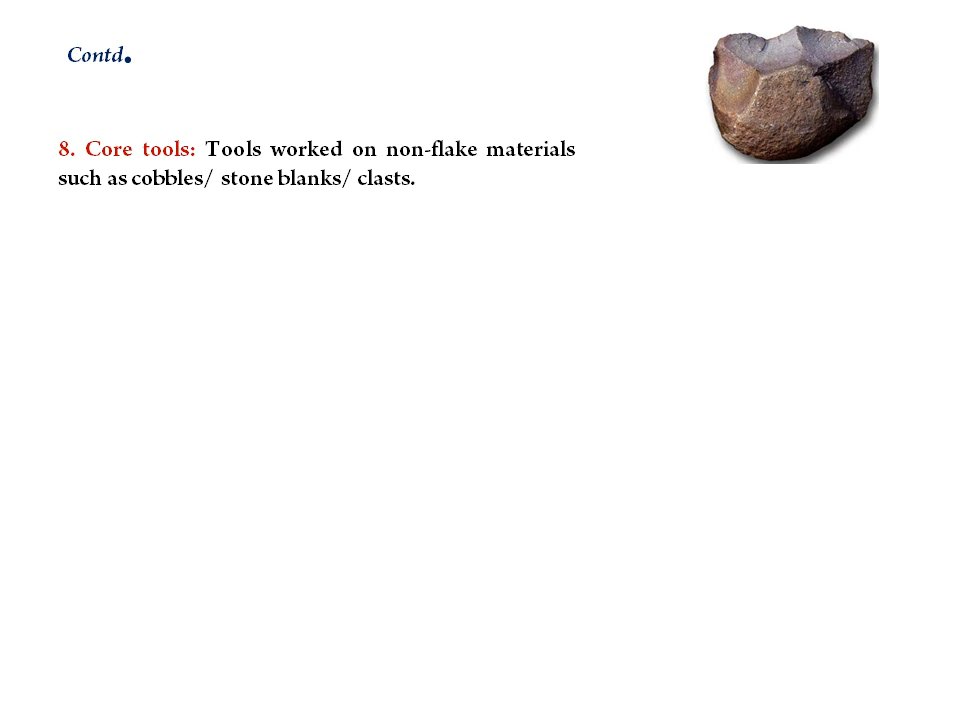 Contd.
8. Core tools: Tools worked on non-flake materials
such as cobbles/ stone blanks/ clasts.